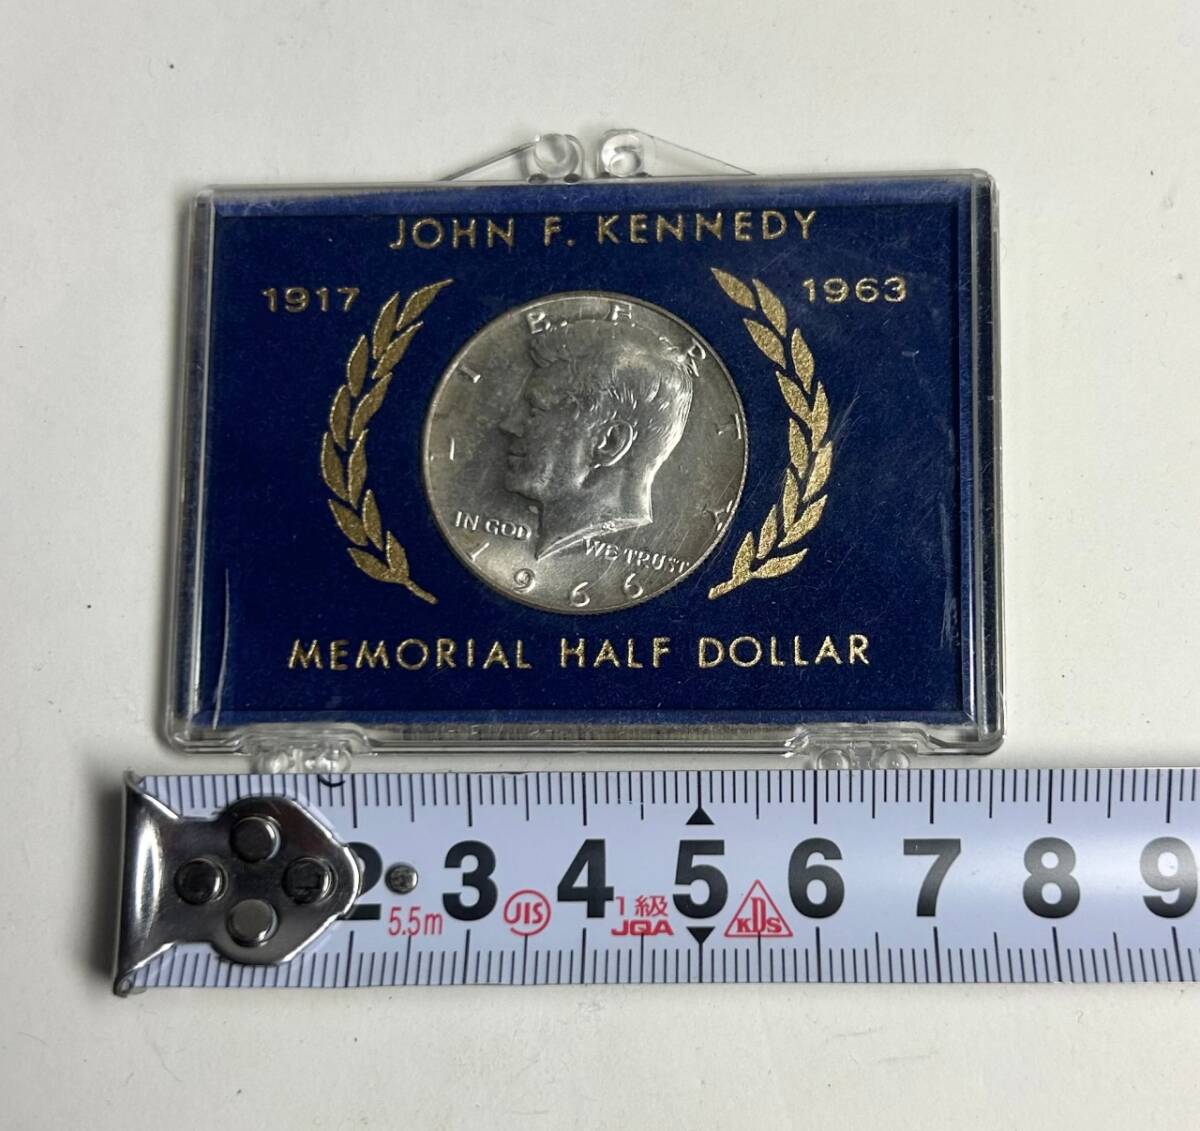 JOHN F. KENNEDY
1917 1963
LIBERTY
IN GOD WE TRUST
1966
MEMORIAL HALF DOLLAR
2 3 4 5 6 7 8 9
5.5m JIS 1級 JQA KDS